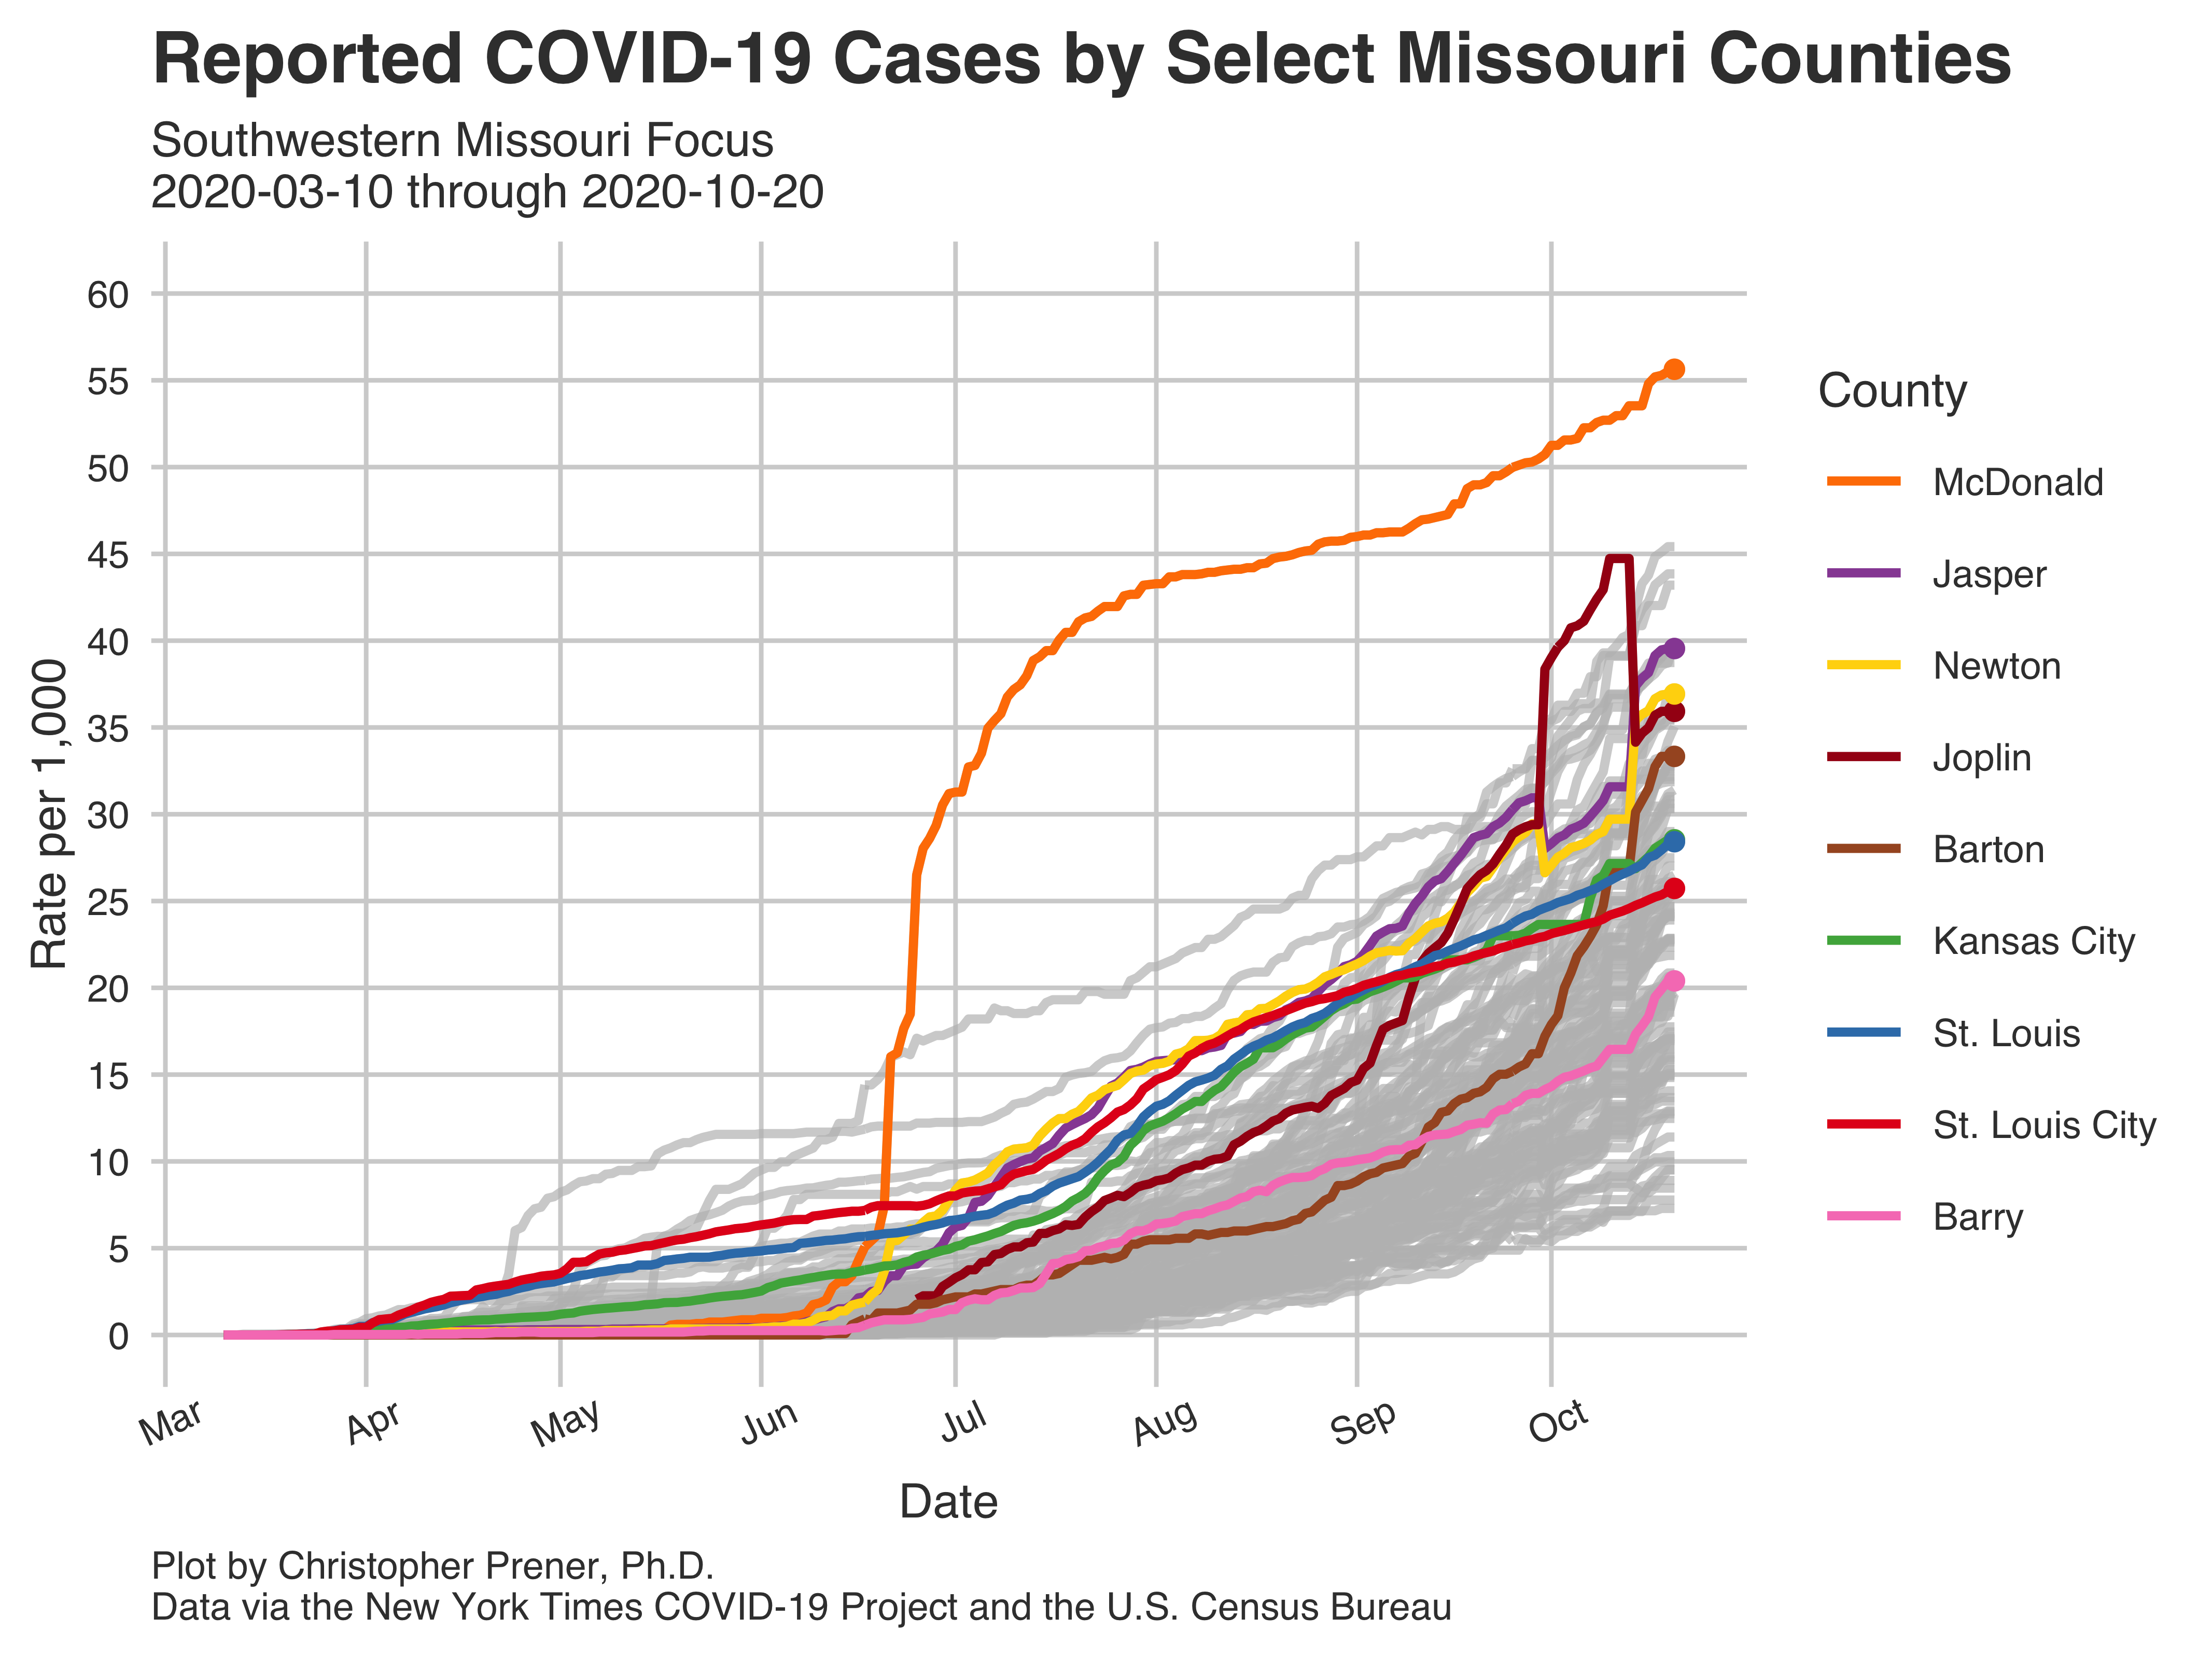 Reported COVID-19 Cases by Select Missouri Counties
Southwestern Missouri Focus
2020-03-10 through 2020-10-20
60
55
50
45
40
35
30
25
20
15
10
5
0
Rate per 1,000
Mar
Apr
May
Jun
Jul
Aug
Sep
Oct
Date
County
McDonald
Jasper
Newton
Joplin
Barton
Kansas City
St. Louis
St. Louis City
Barry
Plot by Christopher Prener, Ph.D.
Data via the New York Times COVID-19 Project and the U.S. Census Bureau